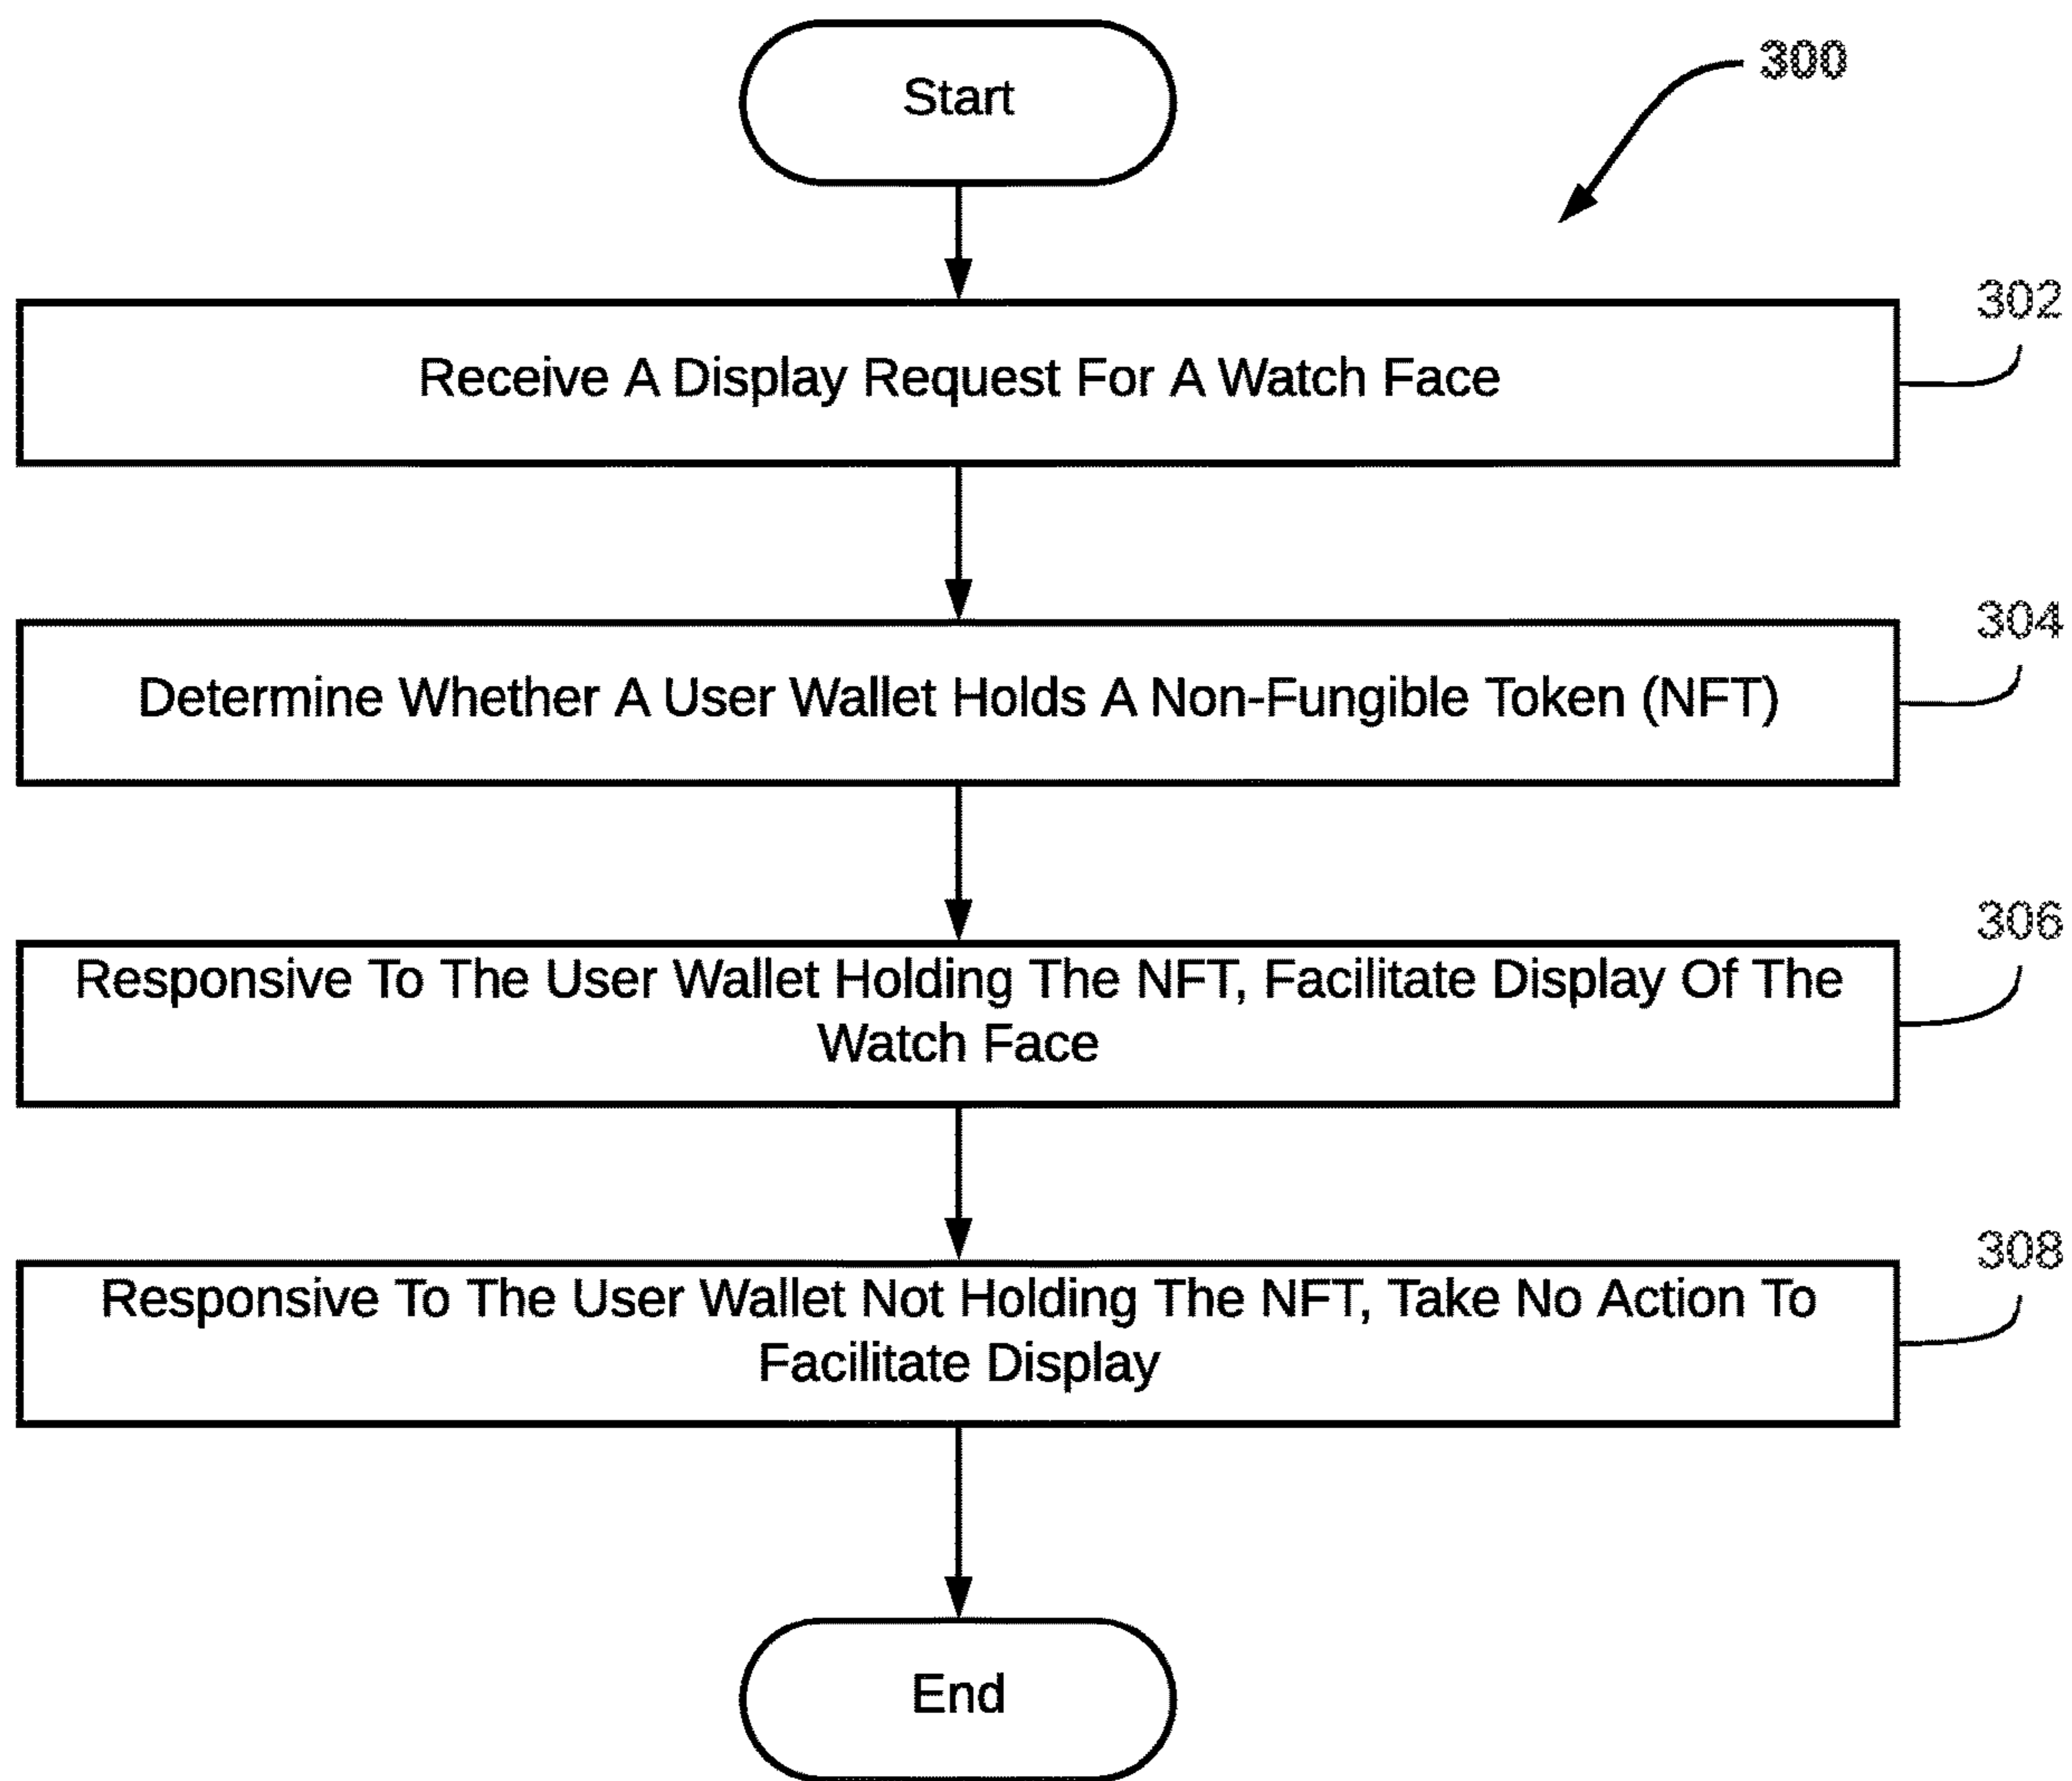 Start
300
302
Receive A Display Request For A Watch Face
304
Determine Whether A User Wallet Holds A Non-Fungible Token (NFT)
306
Responsive To The User Wallet Holding The NFT, Facilitate Display Of The
Watch Face
308
Responsive To The User Wallet Not Holding The NFT, Take No Action To
Facilitate Display
End